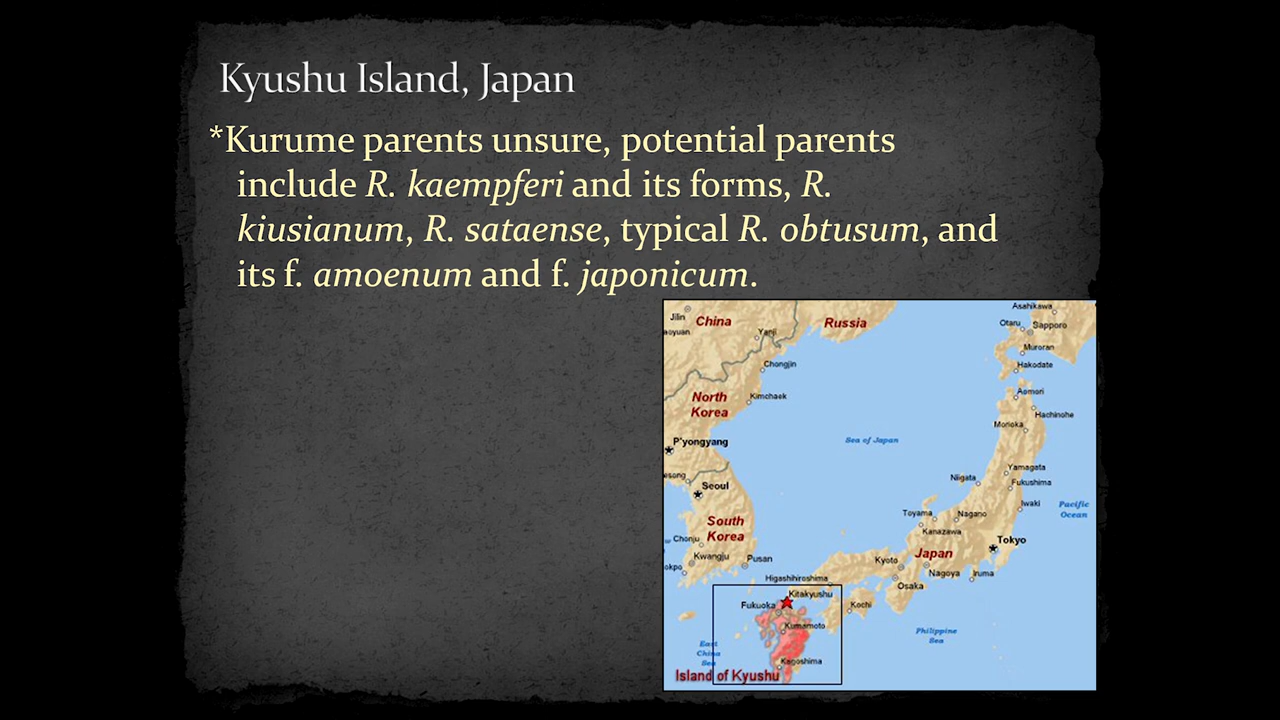 Kyushu Island, Japan
*Kurume parents unsure, potential parents
include R. kaempferi and its forms, R.
kiusianum, R. sataense, typical R. obtusum, and
its f. amoenum and f. japonicum.
Asahikawa
Jilin
China
Russia
Otaru
Sapporo
aoyuan
Yanji
Muroran
Chongjin
Hakodate
North
Korea
Kimchaek
Aomori
Hachinohe
Morioka
P'yongyang
Sea of Japan
esong
Seoul
Yamagata
Niigata
Fukushima
Iwaki
Pacific
Ocean
South
Korea
Toyama
Nagano
Kanazawa
Chonju
Tokyo
Kwangju
Pusan
Kyoto
Japan
okpo
Nagoya
Iruma
Higashihiroshima
Osaka
Kitakyushu
Fukuoka
Kochi
Kumamoto
Philippine
Sea
East
China
Sea
Kagoshima
Island of Kyushu